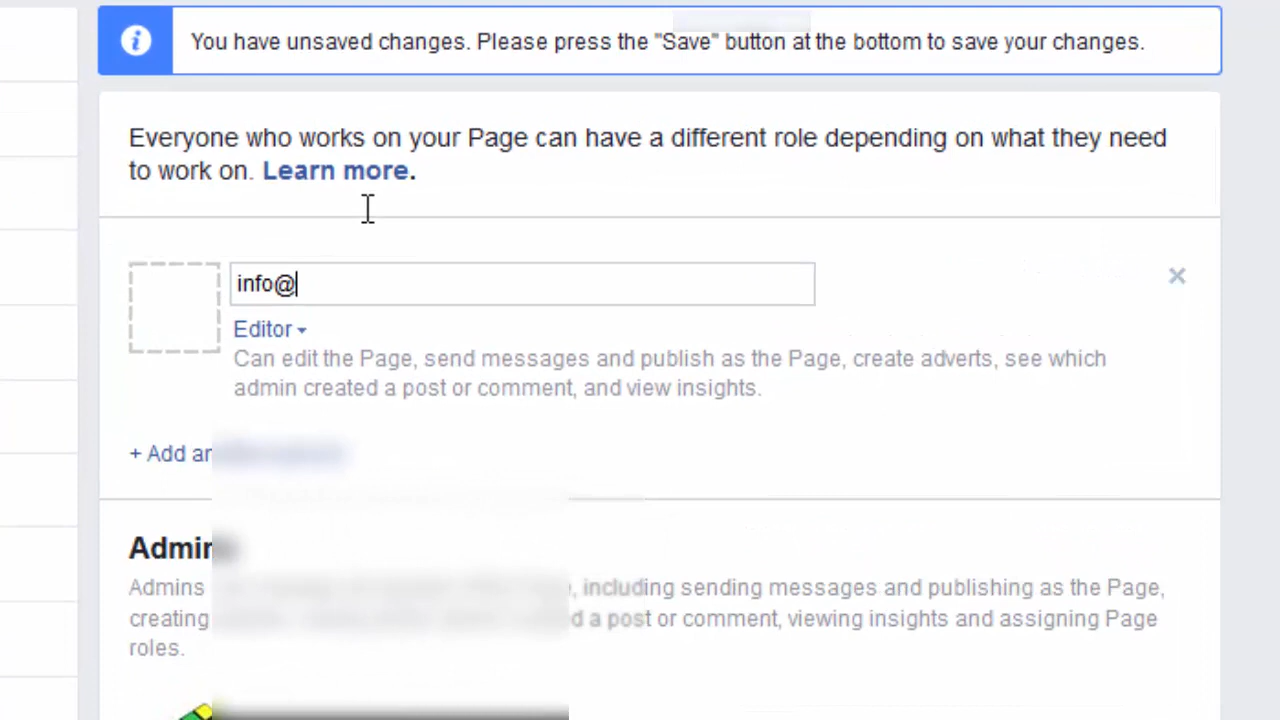 You have unsaved changes. Please press the "Save" button at the bottom to save your changes.
Everyone who works on your Page can have a different role depending on what they need
to work on. Learn more.
info@
Editor
Can edit the Page, send messages and publish as the Page, create adverts, see which
admin created a post or comment, and view insights.
+ Add
Admins
Admins , including sending messages and publishing as the Page,
creating a post or comment, viewing insights and assigning Page
roles.